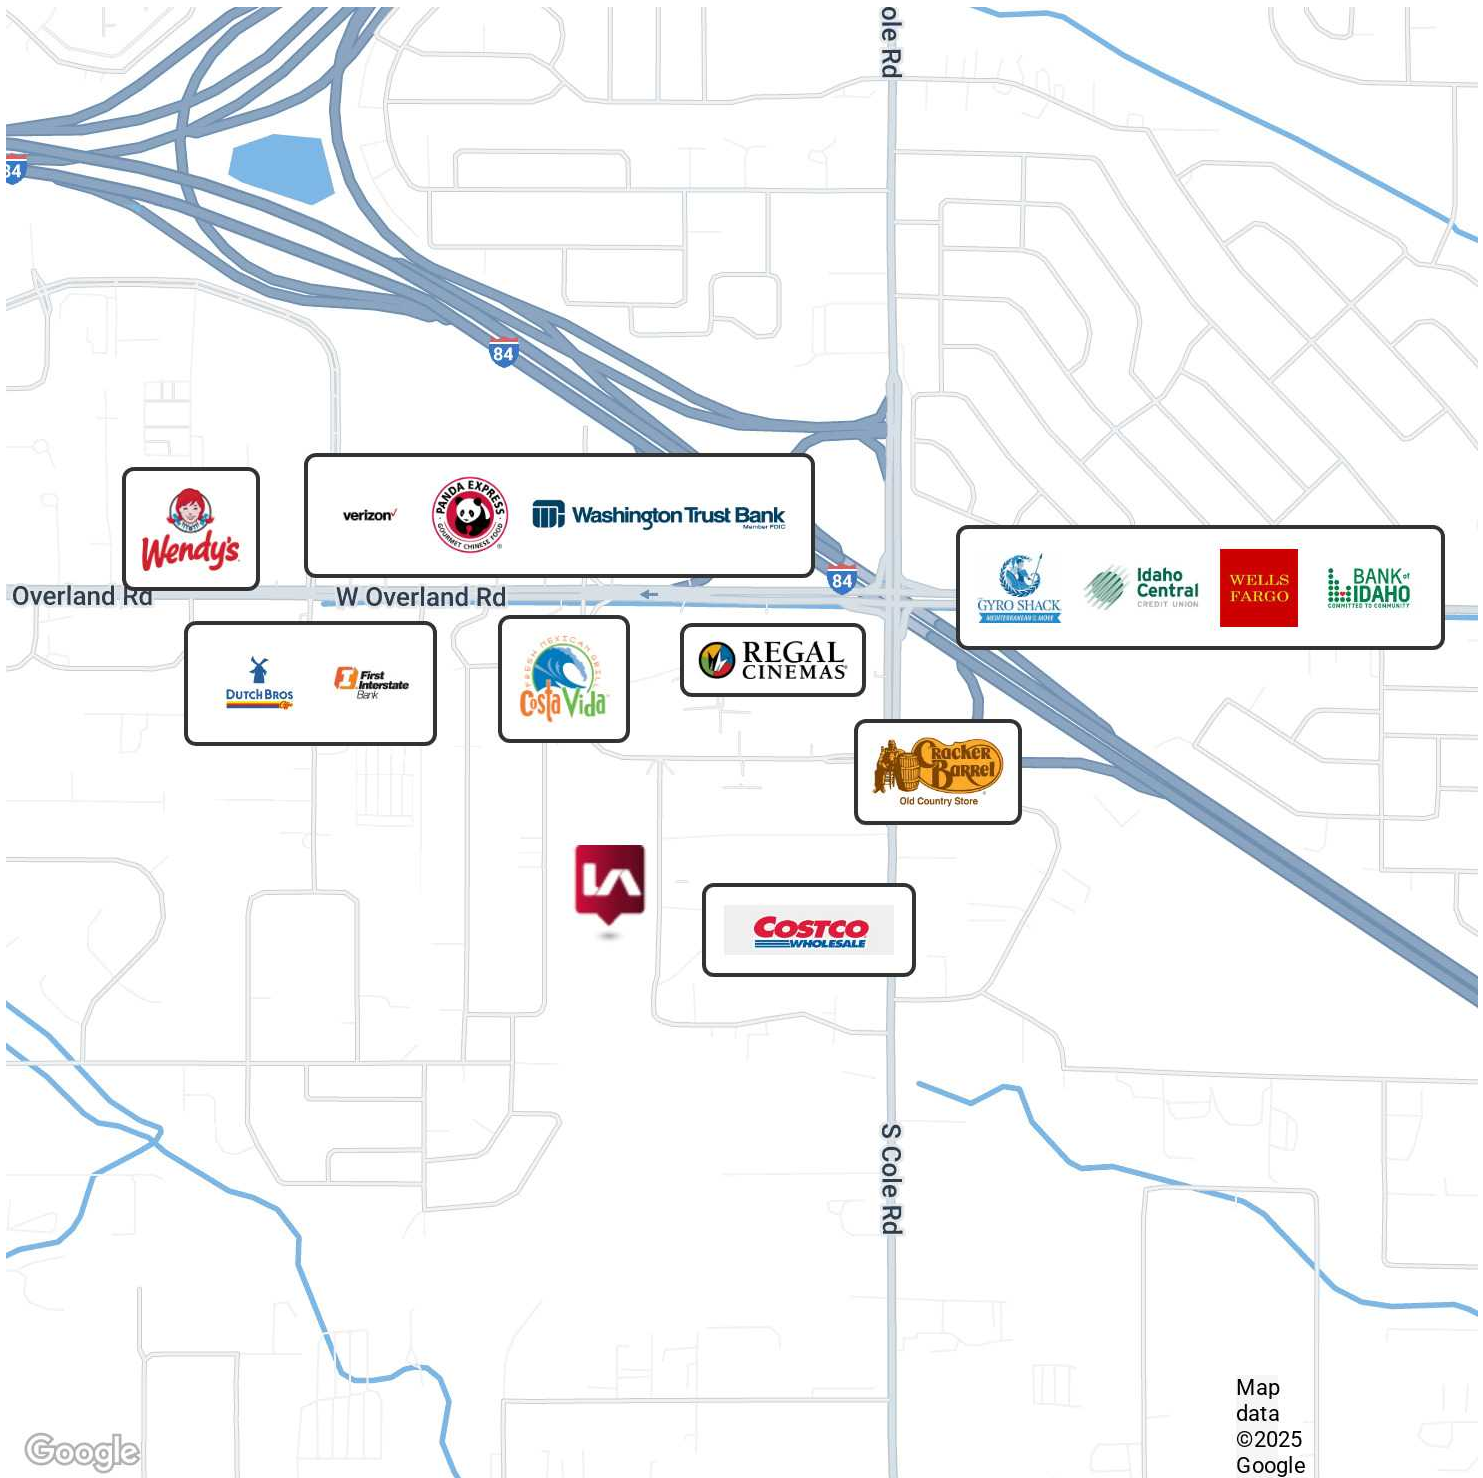 ole Rd
84
84
verizon
PANDA EXPRESS
GOURMET CHINESE FOOD
Washington Trust Bank
Member FDIC
Wendy's
84
Overland Rd
W Overland Rd
GYRO SHACK
MEDITERRANEAN & MORE
Idaho
Central
CREDIT UNION
WELLS
FARGO
BANK of
IDAHO
COMMITTED TO COMMUNITY
DUTCH BROS
First
Interstate
Bank
FRESH MEXICAN GRILL
Costa Vida
REGAL
CINEMAS
Cracker
Barrel
Old Country Store
LA
COSTCO
WHOLESALE
S Cole Rd
Map
data
©2025
Google
Google